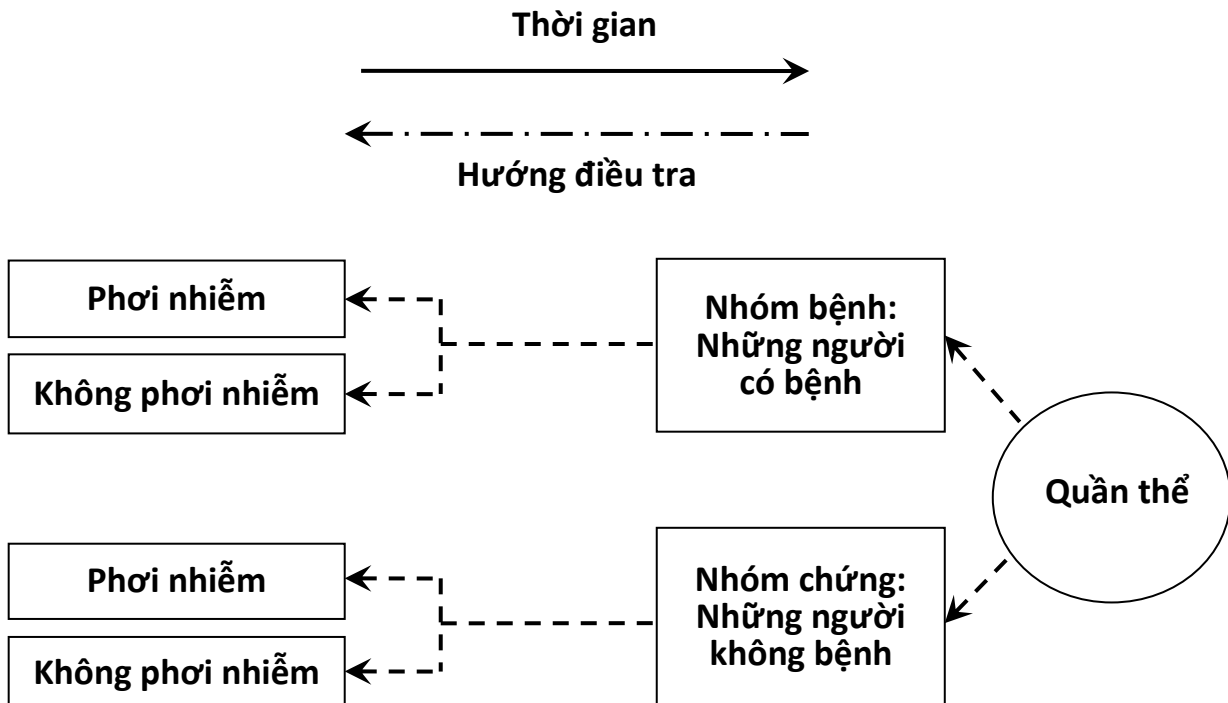 Thời gian
Hướng điều tra
Phơi nhiễm
Không phơi nhiễm
Nhóm bệnh:
Những người
có bệnh
Quần thể
Phơi nhiễm
Không phơi nhiễm
Nhóm chứng:
Những người
không bệnh